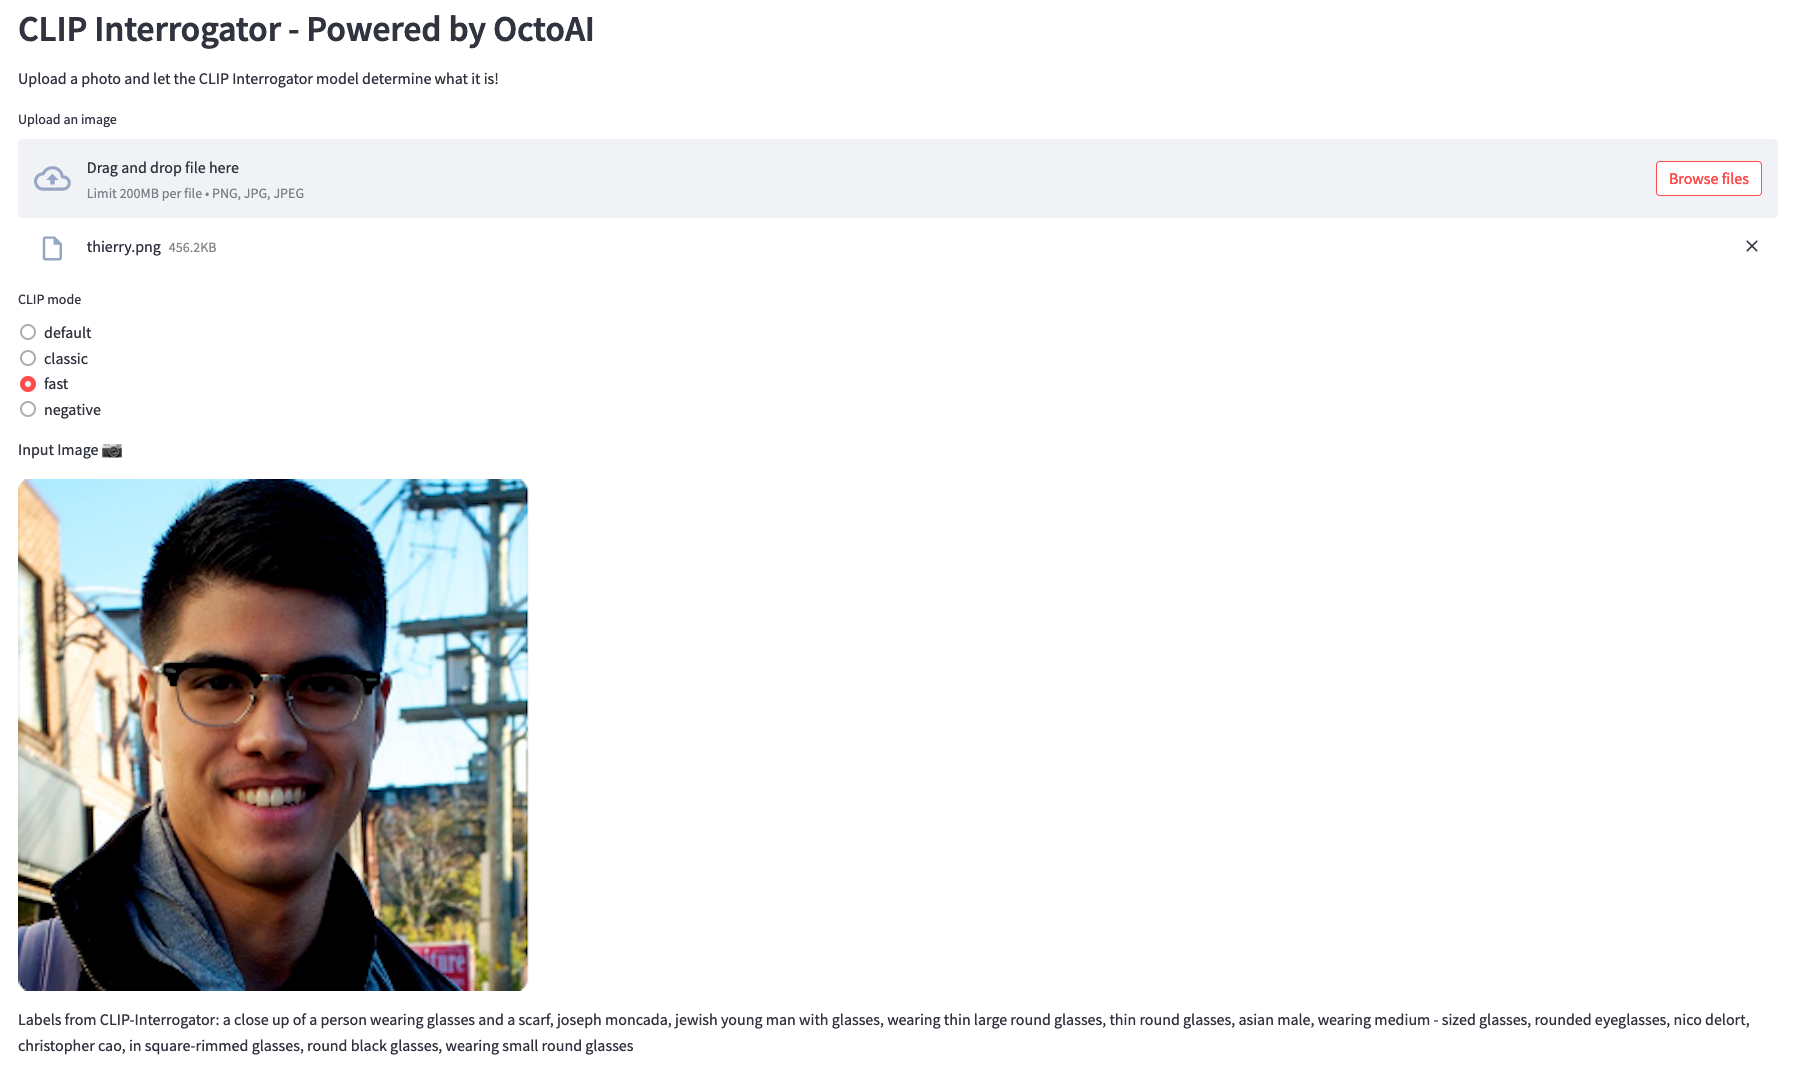 CLIP Interrogator - Powered by OctoAI
Upload a photo and let the CLIP Interrogator model determine what it is!
Upload an image
Drag and drop file here
Limit 200MB per file • PNG, JPG, JPEG
Browse files
thierry.png 456.2KB
CLIP mode
default
classic
fast
negative
Input Image 📷
Labels from CLIP-Interrogator: a close up of a person wearing glasses and a scarf, joseph moncada, jewish young man with glasses, wearing thin large round glasses, thin round glasses, asian male, wearing medium - sized glasses, rounded eyeglasses, nico delort,
christopher cao, in square-rimmed glasses, round black glasses, wearing small round glasses